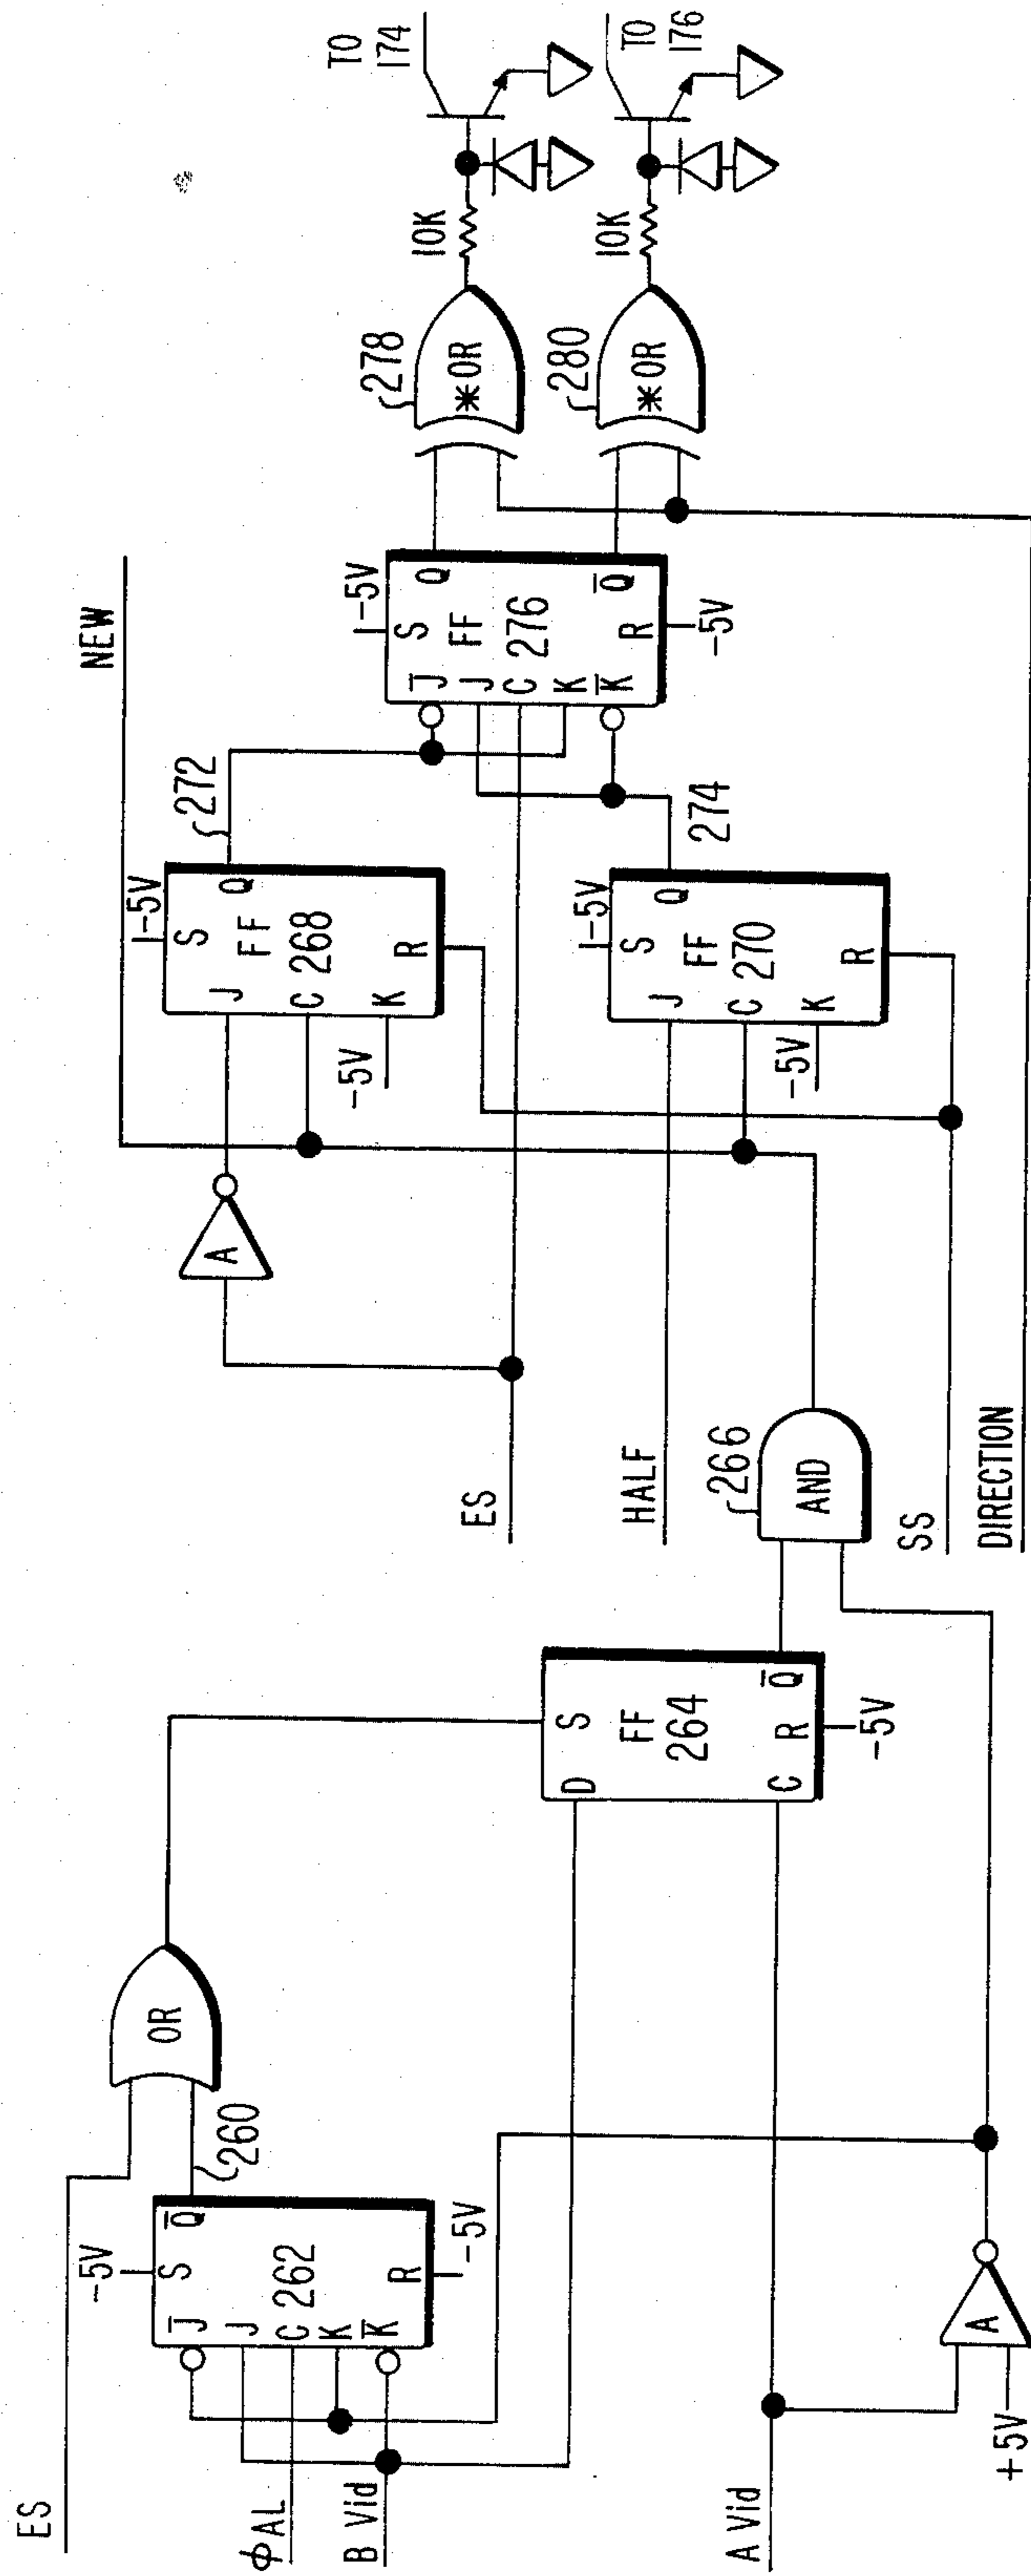 ES
φAL
B Vid
A Vid
+5V
A
-5V
S
Q̅
J̅
J
C
K
K̅
262
R
-5V
260
OR
D
S
FF
264
C
R
Q̅
-5V
266
AND
ES
HALF
SS
DIRECTION
A
NEW
-5V
S
J
Q
FF
268
C
K
R
-5V
272
-5V
S
J
Q
FF
270
C
K
R
-5V
274
-5V
S
Q
J̅
J
FF
C
276
K
K̅
R
Q̅
-5V
278
*OR
280
*OR
10K
10K
TO
174
TO
176